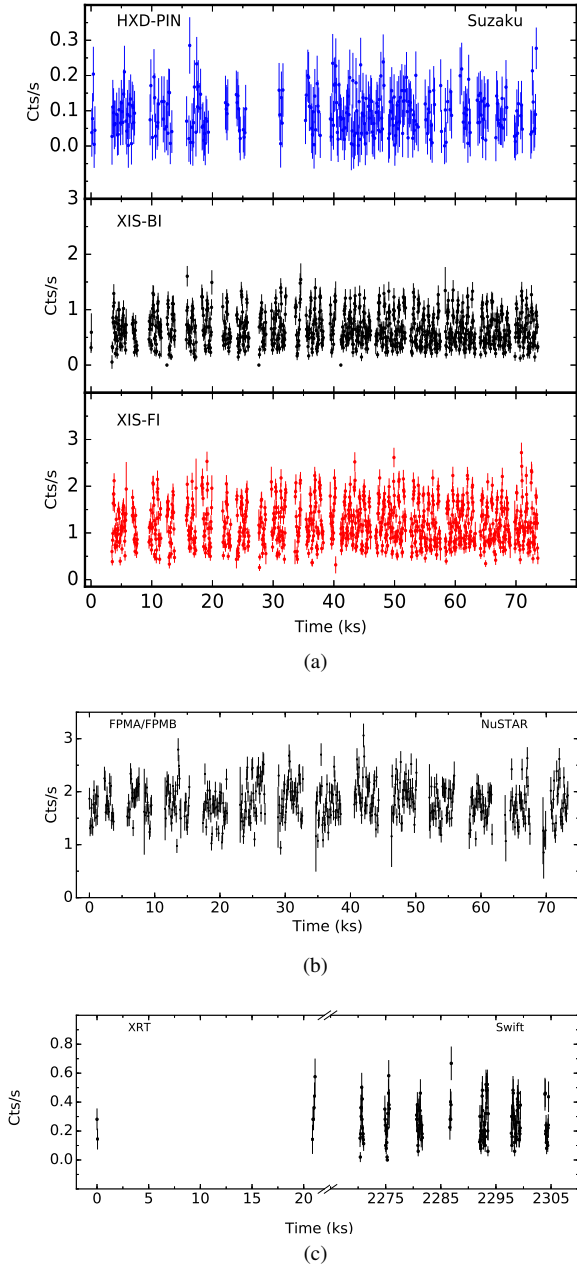 HXD-PIN Suzaku
0.3
0.2
0.1
0.0
Cts/s
3
XIS-BI
2
1
0
Cts/s
XIS-FI
3
2
1
0
Cts/s
0 10 20 30 40 50 60 70
Time (ks)
(a)
FPMA/FPMB NuSTAR
3
2
1
0
Cts/s
0 10 20 30 40 50 60 70
Time (ks)
(b)
XRT Swift
0.8
0.6
0.4
0.2
0.0
Cts/s
0 5 10 15 20 2275 2285 2295 2305
Time (ks)
(c)